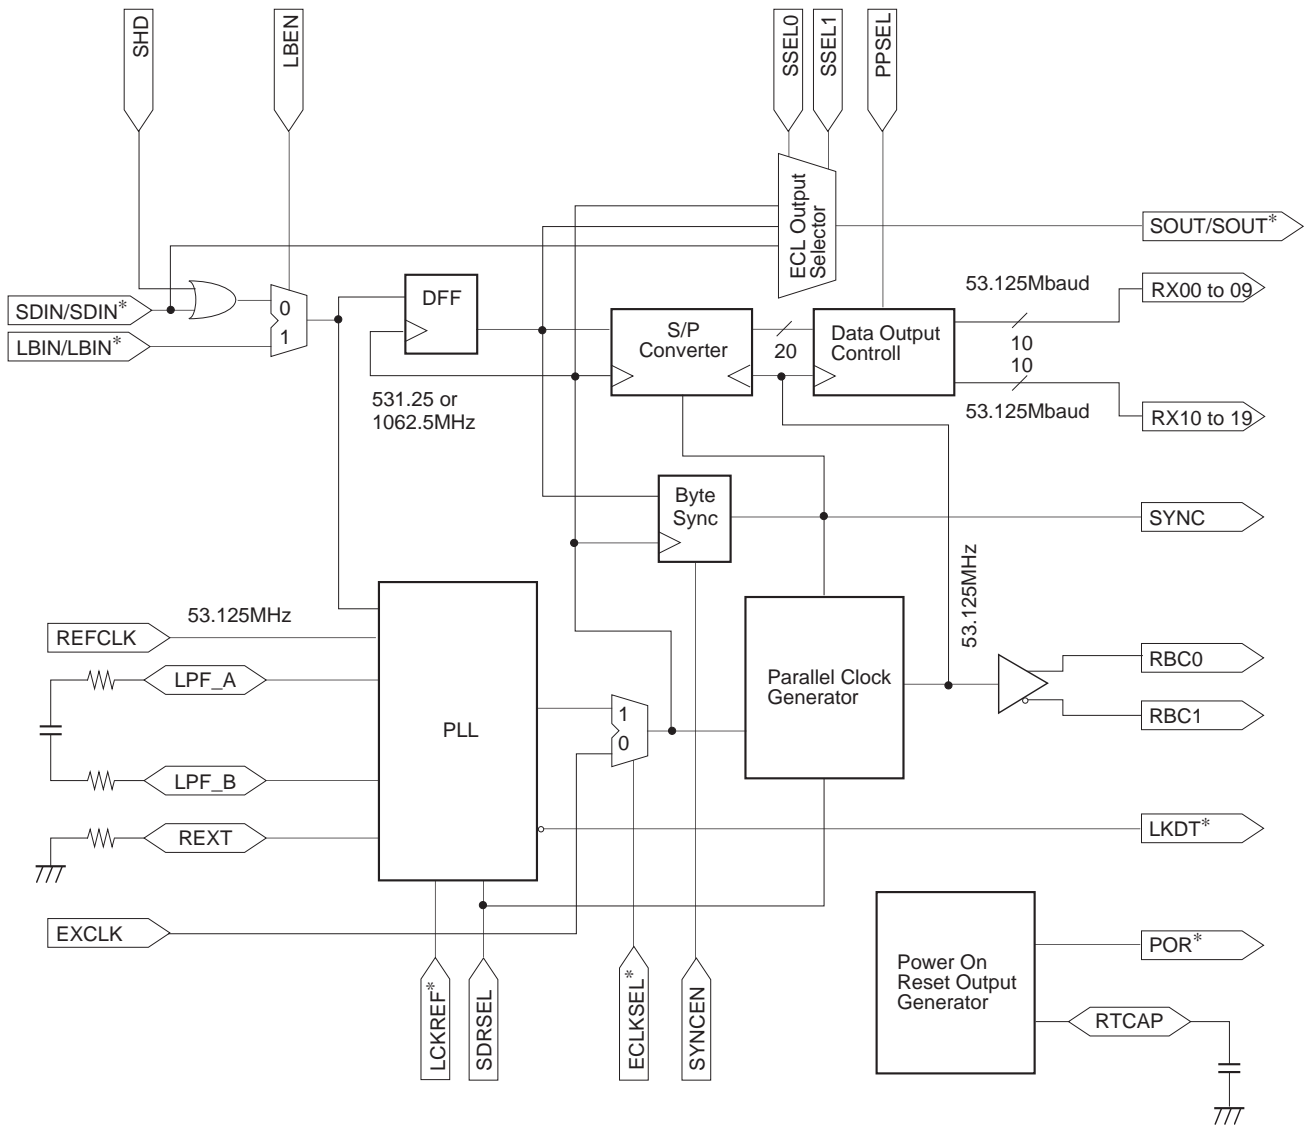 SHD
LBEN
SSEL0
SSEL1
PPSEL
ECL Output
Selector
SOUT/SOUT*
53.125Mbaud
RX00 to 09
DFF
SDIN/SDIN*
0
1
LBIN/LBIN*
S/P
Converter
20
Data Output
Controll
10
10
53.125Mbaud
RX10 to 19
531.25 or
1062.5MHz
Byte
Sync
SYNC
53.125MHz
53.125MHz
REFCLK
RBC0
LPF_A
Parallel Clock
Generator
RBC1
PLL
1
0
LPF_B
REXT
LKDT*
EXCLK
POR*
Power On
Reset Output
Generator
RTCAP
LCKREF*
SDRSEL
ECLKSEL*
SYNCEN